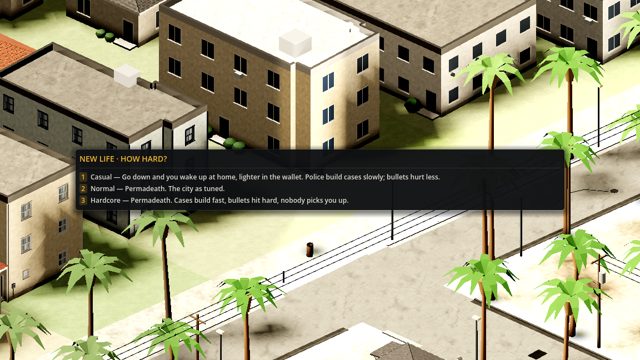 NEW LIFE · HOW HARD?
1 Casual — Go down and you wake up at home, lighter in the wallet. Police build cases slowly; bullets hurt less.
2 Normal — Permadeath. The city as tuned.
3 Hardcore — Permadeath. Cases build fast, bullets hit hard, nobody picks you up.